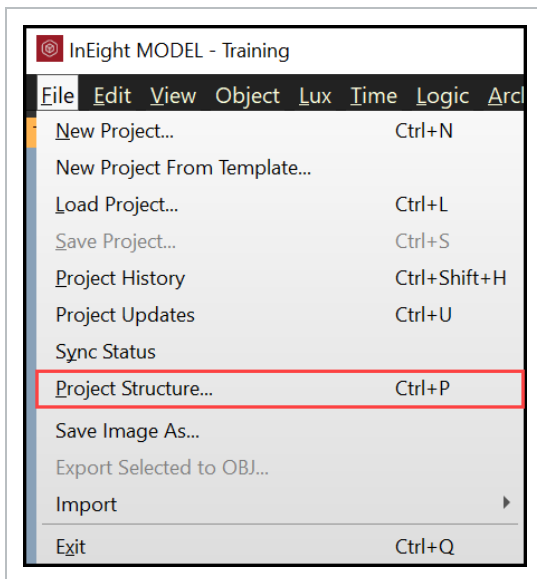 InEight MODEL - Training
File Edit View Object Lux Time Logic
New Project... Ctrl+N
New Project From Template...
Load Project... Ctrl+L
Save Project... Ctrl+S
Project History Ctrl+Shift+H
Project Updates Ctrl+U
Sync Status
Project Structure... Ctrl+P
Save Image As...
Export Selected to OBJ...
Import
Exit Ctrl+Q